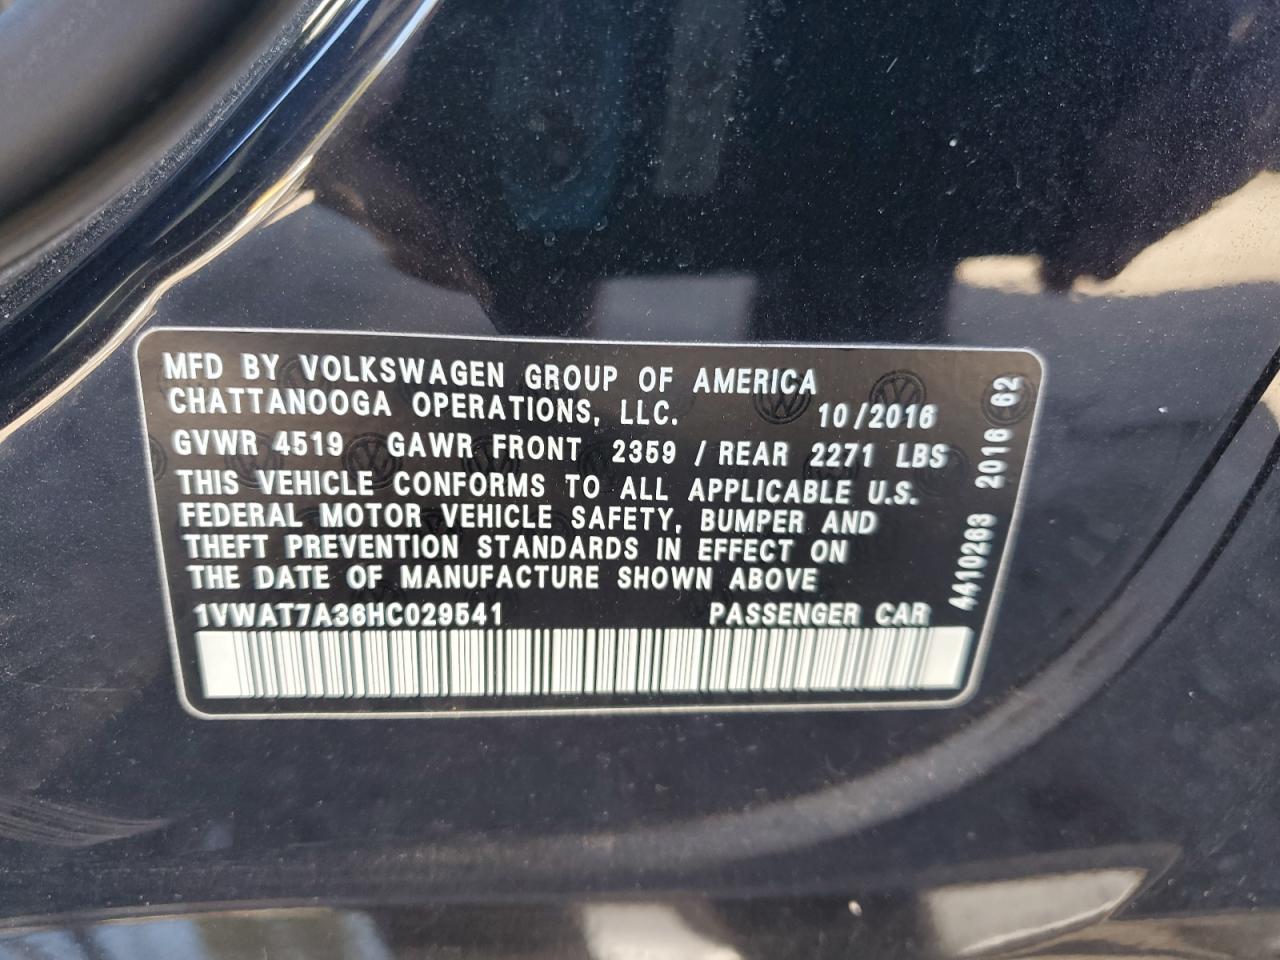 MFD BY VOLKSWAGEN GROUP OF AMERICA
CHATTANOOGA OPERATIONS, LLC. 10/2016
GVWR 4519 GAWR FRONT 2359 / REAR 2271 LBS
THIS VEHICLE CONFORMS TO ALL APPLICABLE U.S.
FEDERAL MOTOR VEHICLE SAFETY, BUMPER AND
THEFT PREVENTION STANDARDS IN EFFECT ON
THE DATE OF MANUFACTURE SHOWN ABOVE
1VWAT7A36HC029541 PASSENGER CAR
4410263 2016 62